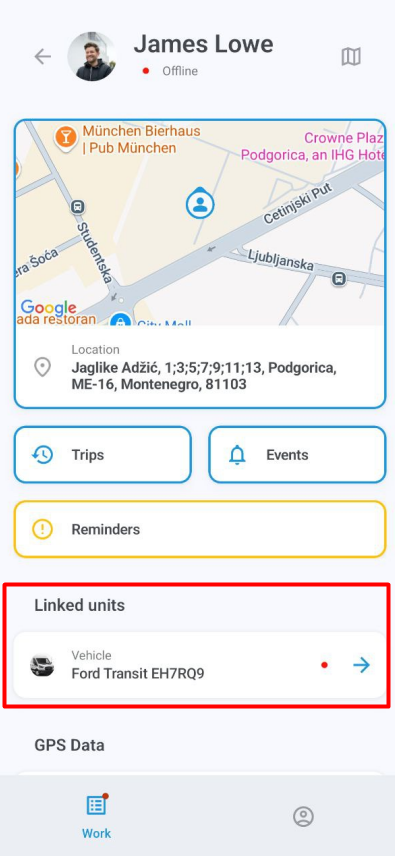 James Lowe
Offline
München Bierhaus
| Pub München
Crowne Plaz
Podgorica, an IHG Hote
Cetinjski Put
Studentska
Ljubljanska
era Šoća
Google
ada restoran
City Mall
Location
Jaglike Adžić, 1;3;5;7;9;11;13, Podgorica,
ME-16, Montenegro, 81103
Trips
Events
Reminders
Linked units
Vehicle
Ford Transit EH7RQ9
GPS Data
Work